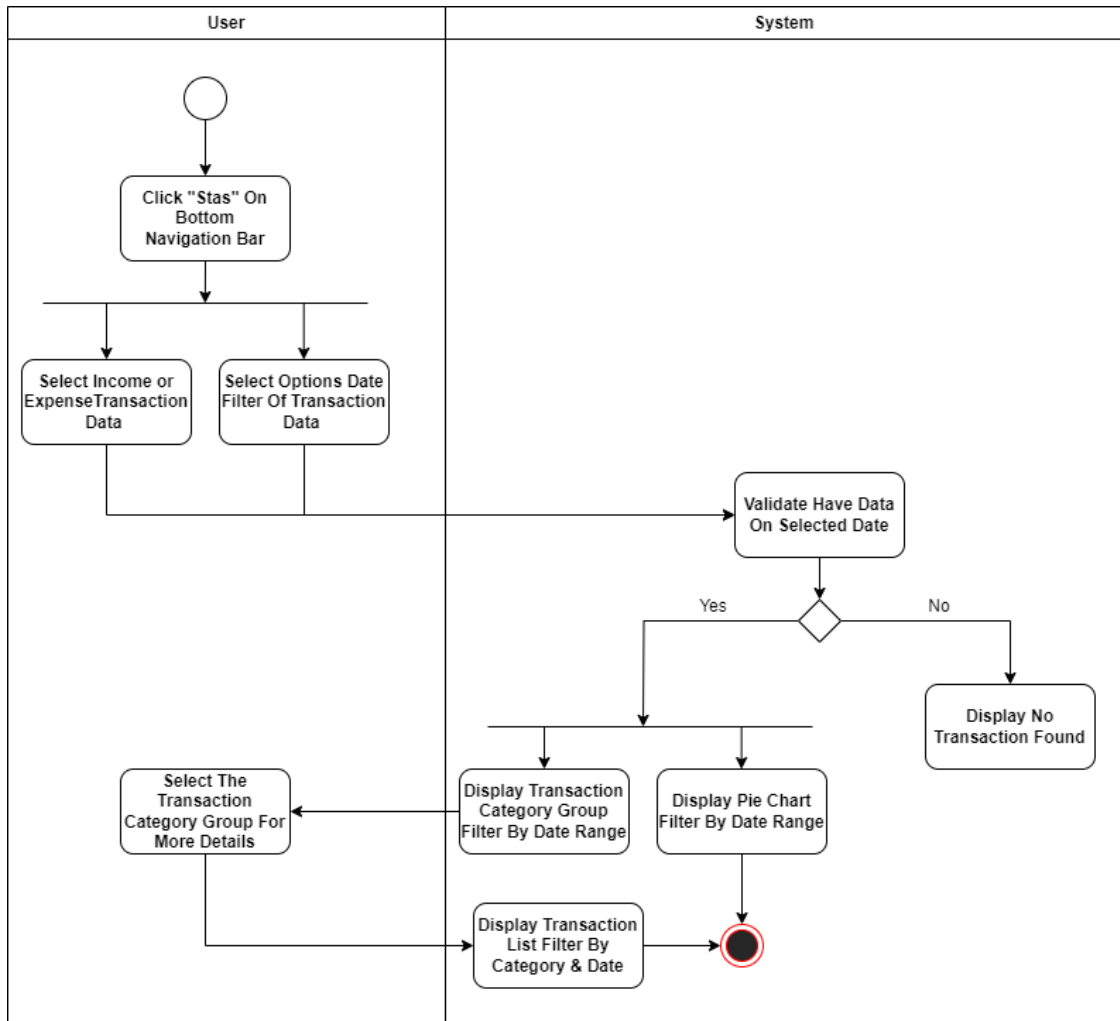 User
System
Click "Stas" On
Bottom
Navigation Bar
Select Income or
ExpenseTransaction
Data
Select Options Date
Filter Of Transaction
Data
Validate Have Data
On Selected Date
Yes
No
Display No
Transaction Found
Select The
Transaction
Category Group For
More Details
Display Transaction
Category Group
Filter By Date Range
Display Pie Chart
Filter By Date Range
Display Transaction
List Filter By
Category & Date